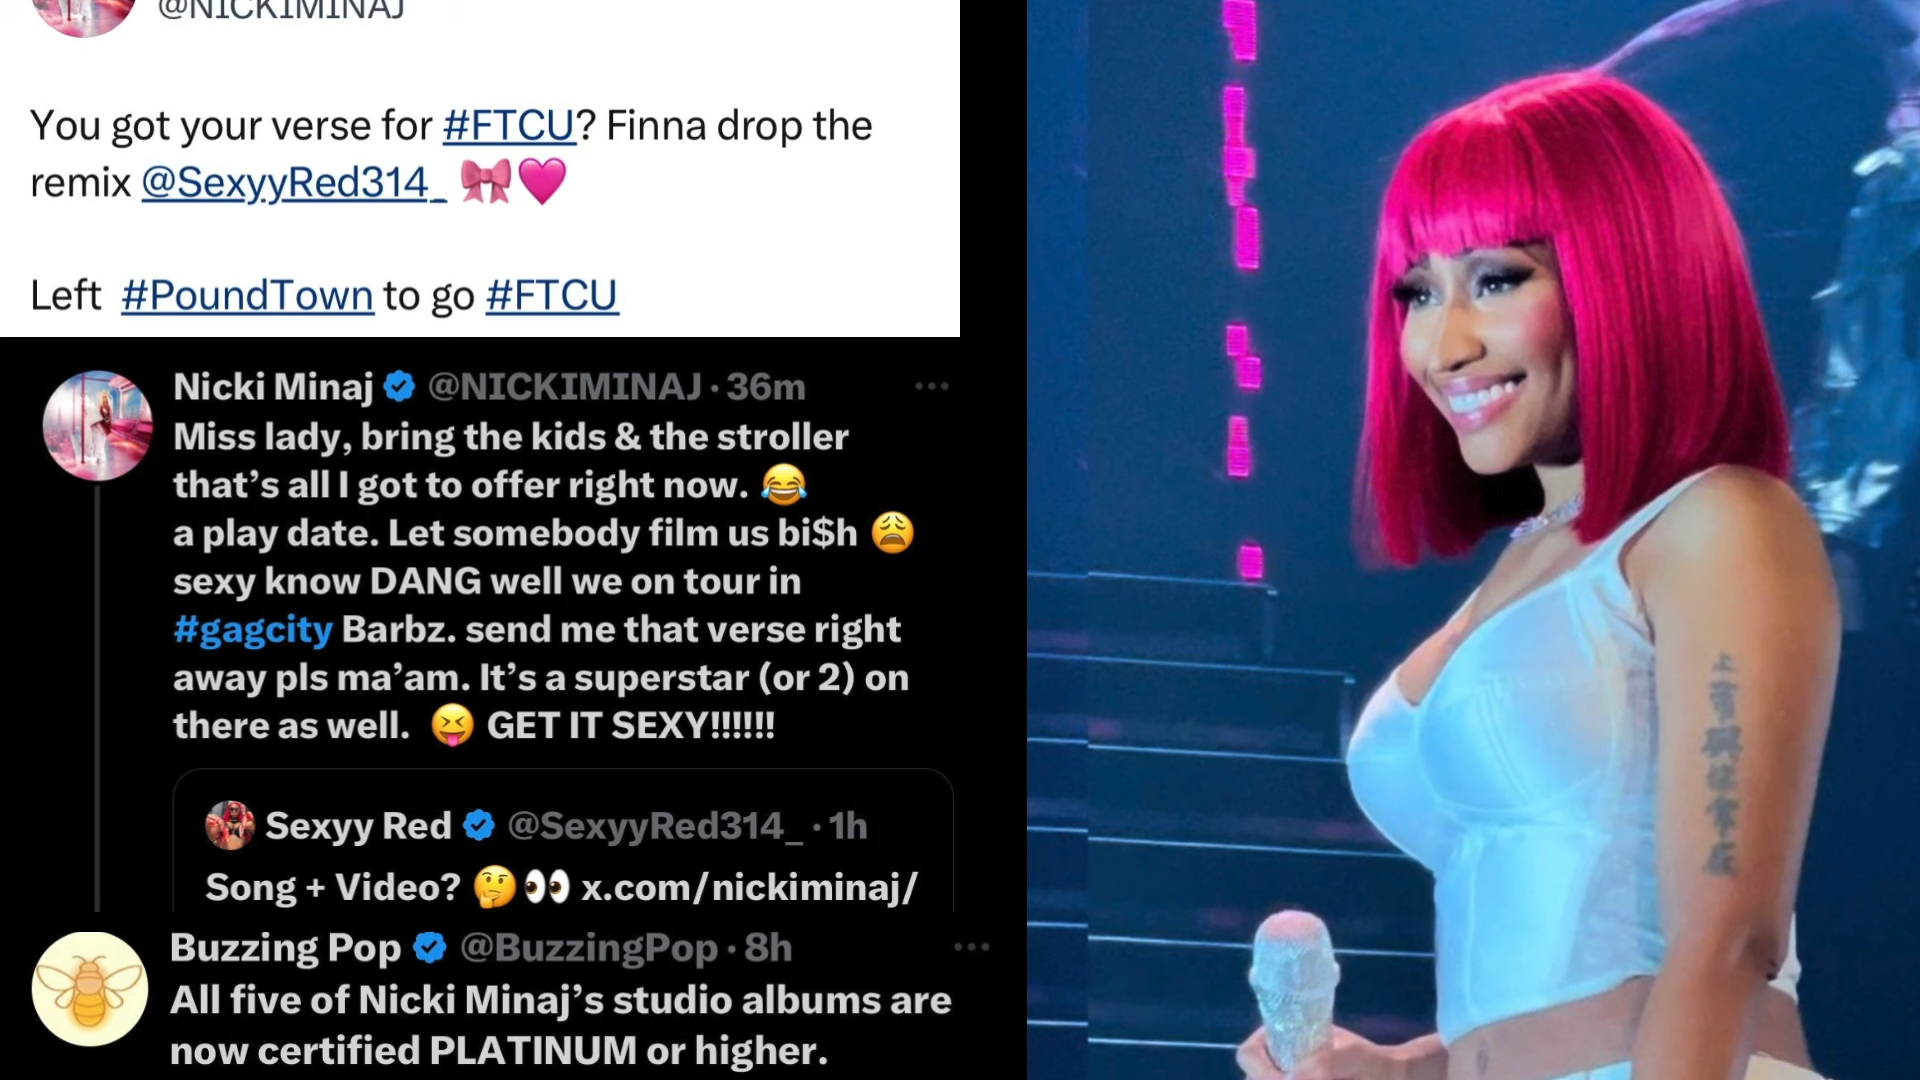 @NICKIMINAJ
You got your verse for #FTCU? Finna drop the
remix @SexyyRed314_ 🎀🩷
Left #PoundTown to go #FTCU
Nicki Minaj @NICKIMINAJ · 36m
Miss lady, bring the kids & the stroller
that’s all I got to offer right now. 😂
a play date. Let somebody film us bi$h 😩
sexy know DANG well we on tour in
#gagcity Barbz. send me that verse right
away pls ma’am. It’s a superstar (or 2) on
there as well. 😝 GET IT SEXY!!!!!!
Sexyy Red @SexyyRed314_ · 1h
Song + Video? 🤔👀 x.com/nickiminaj/
Buzzing Pop @BuzzingPop · 8h
All five of Nicki Minaj’s studio albums are
now certified PLATINUM or higher.
上